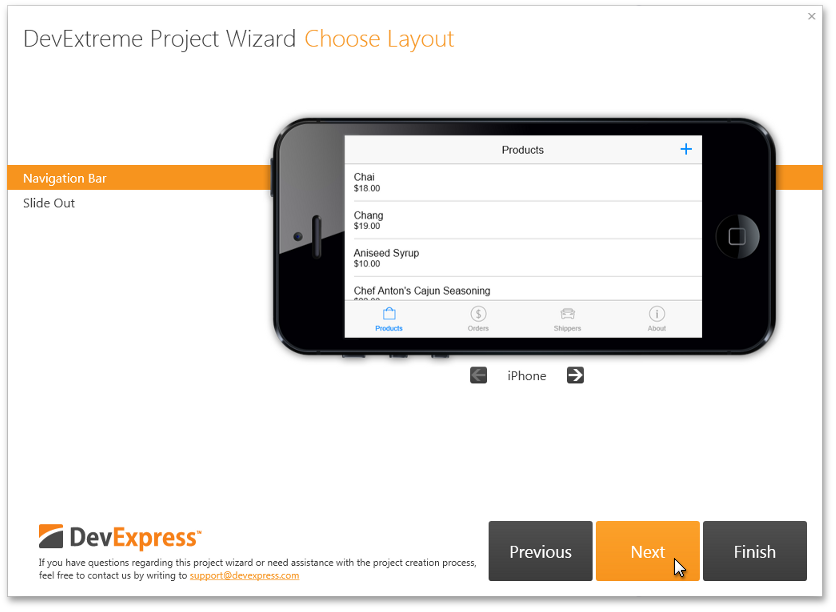 DevExtreme Project Wizard Choose Layout
Navigation Bar
Slide Out
Products
Chai
$18.00
Chang
$19.00
Aniseed Syrup
$10.00
Chef Anton's Cajun Seasoning
Products Orders Shippers About
iPhone
DevExpress™
If you have questions regarding this project wizard or need assistance with the project creation process,
feel free to contact us by writing to support@devexpress.com
Previous Next Finish